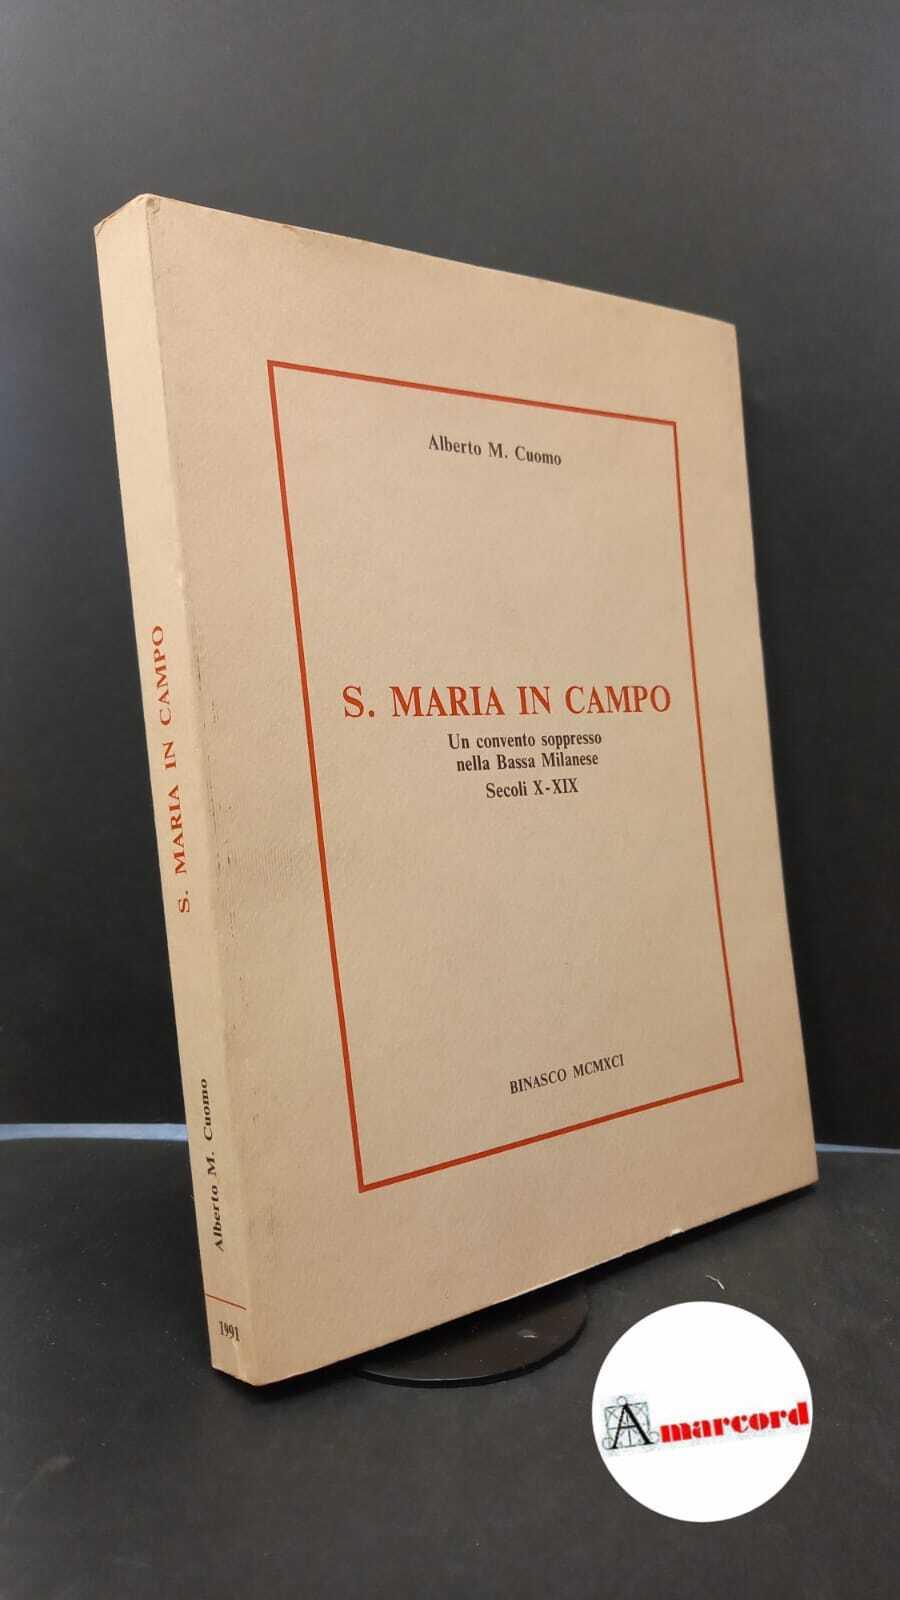 Alberto M. Cuomo
S. MARIA IN CAMPO
Un convento soppresso
nella Bassa Milanese
Secoli X-XIX
BINASCO MCMXCI
S. MARIA IN CAMPO
Alberto M. Cuomo
1991
Amarcord